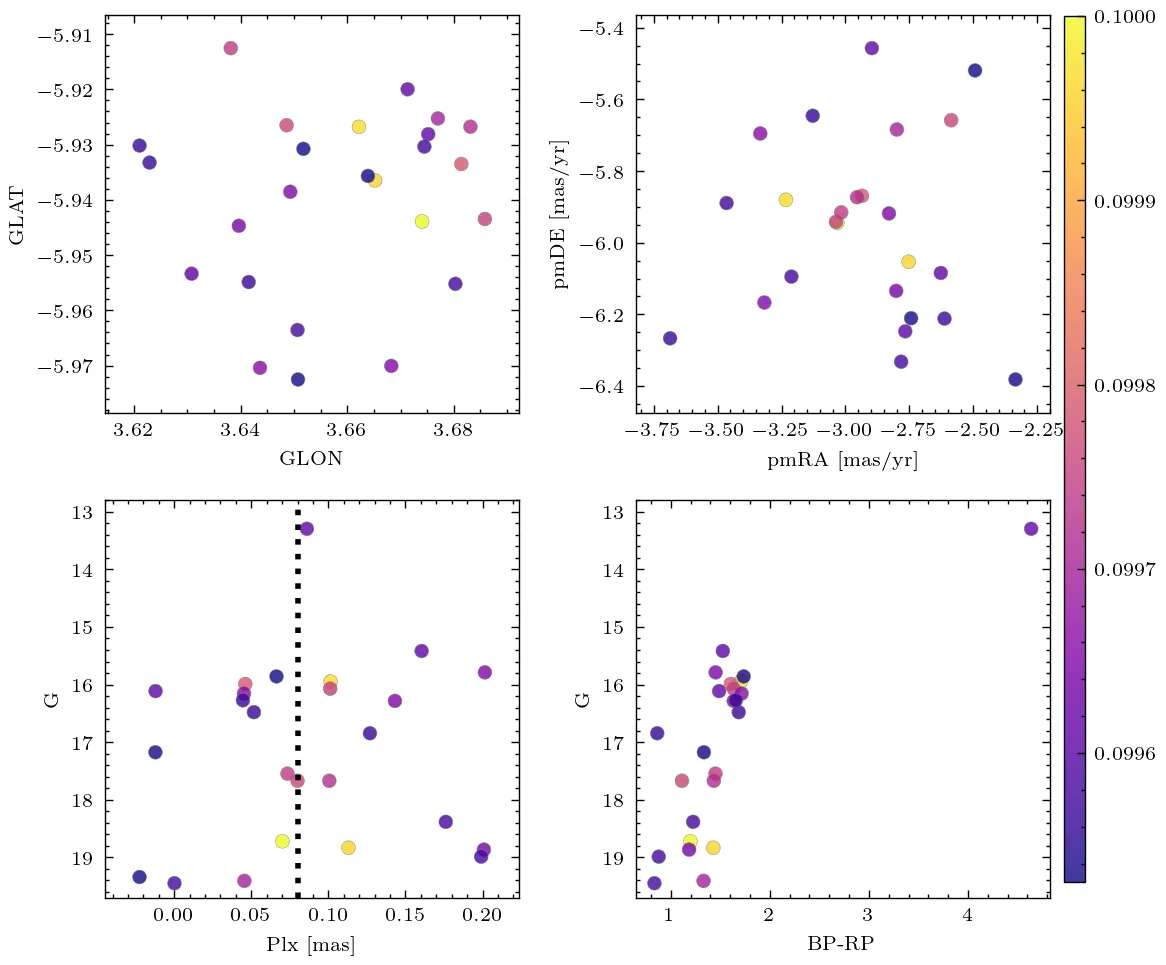 −5.91
−5.92
−5.93
−5.94
−5.95
−5.96
−5.97
GLAT
3.62 3.64 3.66 3.68
GLON
−5.4
−5.6
−5.8
−6.0
−6.2
−6.4
pmDE [mas/yr]
−3.75 −3.50 −3.25 −3.00 −2.75 −2.50 −2.25
pmRA [mas/yr]
13
14
15
16
17
18
19
G
0.00 0.05 0.10 0.15 0.20
Plx [mas]
13
14
15
16
17
18
19
G
1 2 3 4
BP-RP
0.1000
0.0999
0.0998
0.0997
0.0996